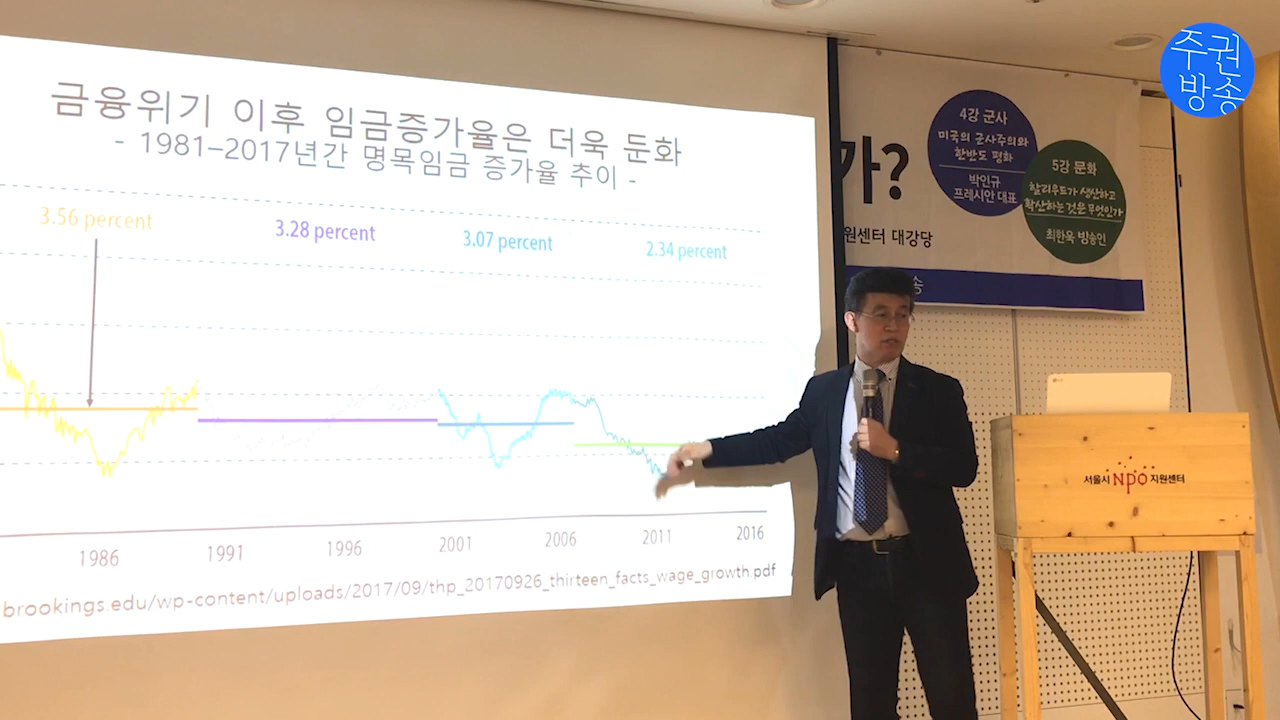 금융위기 이후 임금증가율은 더욱 둔화
- 1981–2017년간 명목임금 증가율 추이 -
3.56 percent
3.28 percent
3.07 percent
2.34 percent
1986
1991
1996
2001
2006
2011
2016
brookings.edu/wp-content/uploads/2017/09/thp_20170926_thirteen_facts_wage_growth.pdf
가?
원센터 대강당
송
4강 군사
미국의 군사주의와
한반도 평화
박인규
프레시안 대표
5강 문화
할리우드가 생산하고
확산하는 것은 무엇인가
최한욱 방송인
주권
방송
서울시 npo 지원센터
LG